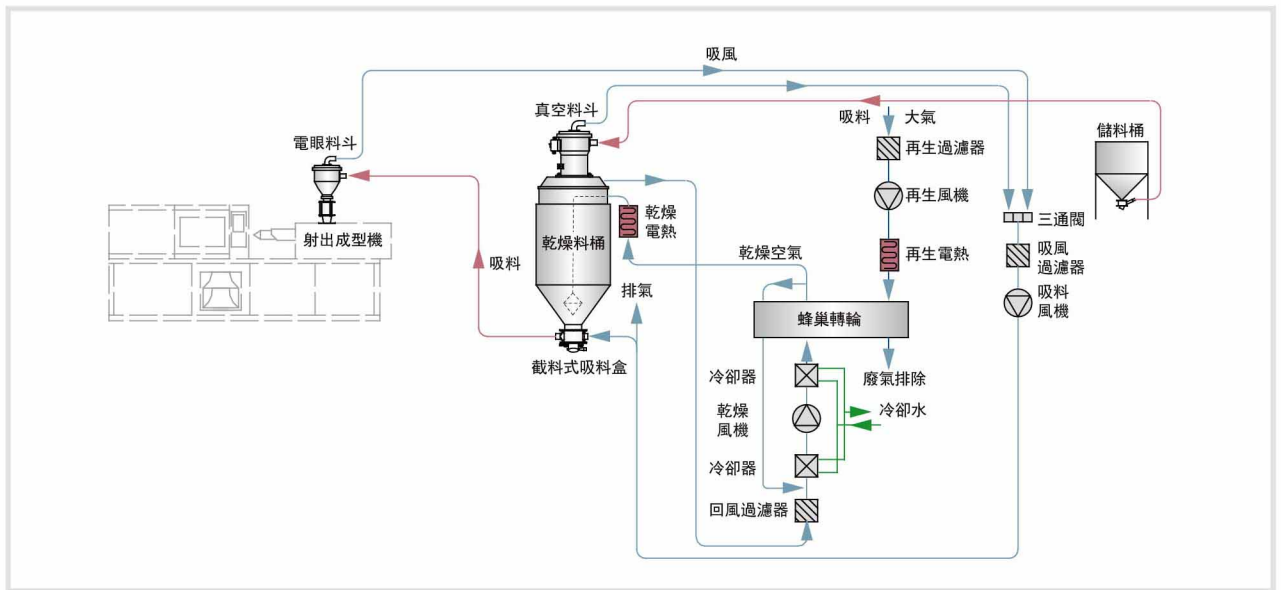 吸風
真空料斗
吸料
大氣
儲料桶
電眼料斗
再生過濾器
再生風機
三通閥
乾燥
電熱
射出成型機
乾燥料桶
乾燥空氣
再生電熱
吸風
過濾器
吸料
排氣
吸料
風機
蜂巢轉輪
截料式吸料盒
冷卻器
廢氣排除
乾燥
風機
冷卻水
冷卻器
回風過濾器